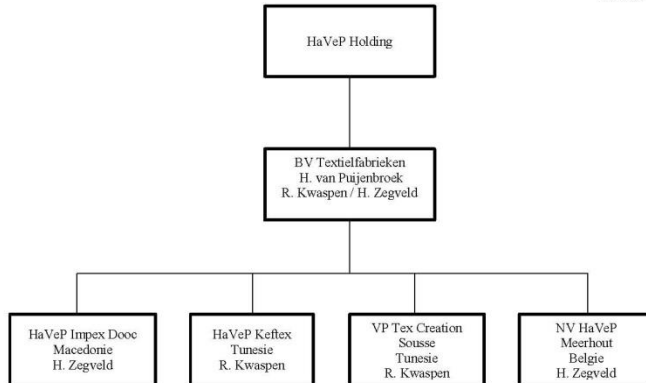 HaVeP Holding
BV Textielfabrieken
H. van Puijenbroek
R. Kwaspen / H. Zegveld
HaVeP Impex Dooc
Macedonie
H. Zegveld
HaVeP Keftex
Tunesie
R. Kwaspen
VP Tex Creation
Sousse
Tunesie
R. Kwaspen
NV HaVeP
Meerhout
Belgie
H. Zegveld